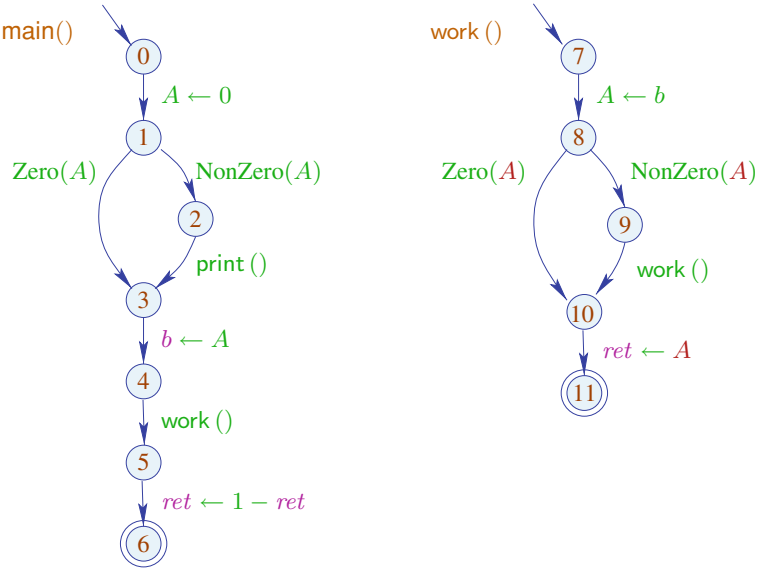 main()
0
A ← 0
1
Zero(A)
NonZero(A)
2
print ()
3
b ← A
4
work ()
5
ret ← 1 − ret
6
work ()
7
A ← b
8
Zero(A)
NonZero(A)
9
work ()
10
ret ← A
11